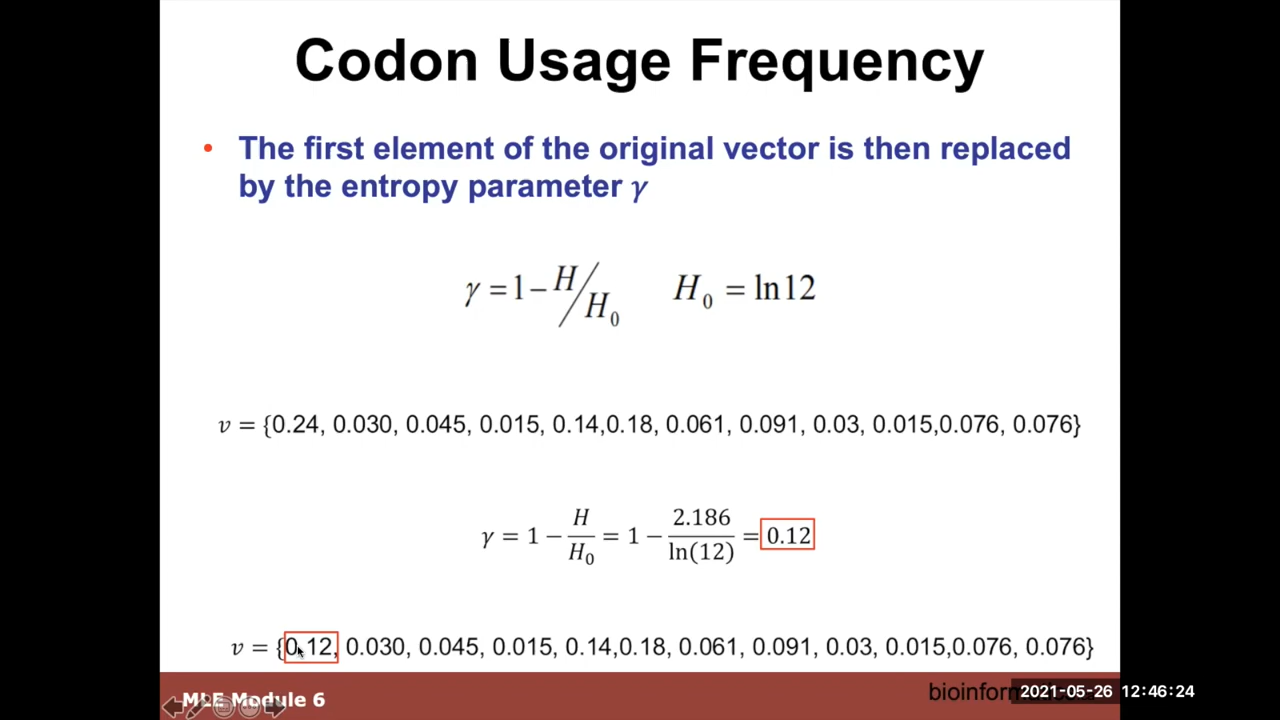 Codon Usage Frequency
• The first element of the original vector is then replaced
by the entropy parameter γ
γ = 1 − H/H₀ H₀ = ln12
v = {0.24, 0.030, 0.045, 0.015, 0.14,0.18, 0.061, 0.091, 0.03, 0.015,0.076, 0.076}
γ = 1 − H/H₀ = 1 − 2.186/ln(12) = 0.12
v = {0.12, 0.030, 0.045, 0.015, 0.14,0.18, 0.061, 0.091, 0.03, 0.015,0.076, 0.076}
MLE Module 6
2021-05-26 12:46:24